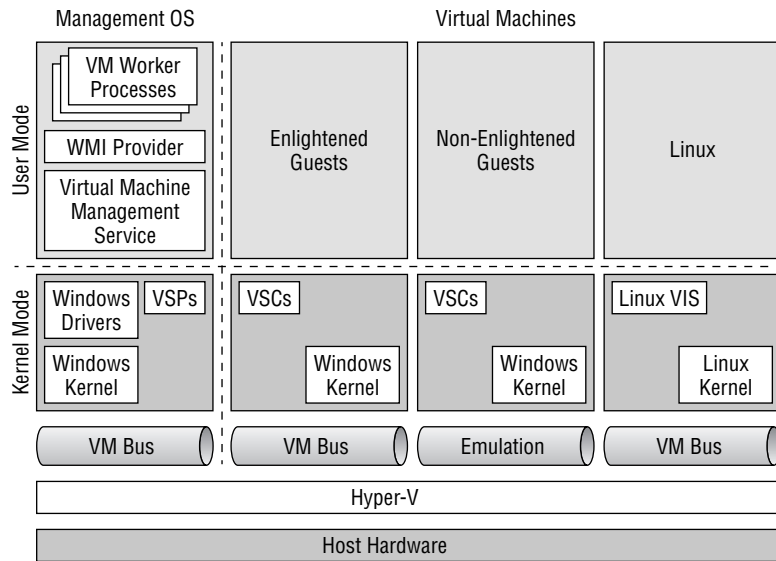 Management OS
Virtual Machines
User Mode
VM Worker
Processes
WMI Provider
Virtual Machine
Management
Service
Enlightened
Guests
Non-Enlightened
Guests
Linux
Kernel Mode
Windows
Drivers
VSPs
Windows
Kernel
VSCs
Windows
Kernel
VSCs
Windows
Kernel
Linux VIS
Linux
Kernel
VM Bus
VM Bus
Emulation
VM Bus
Hyper-V
Host Hardware